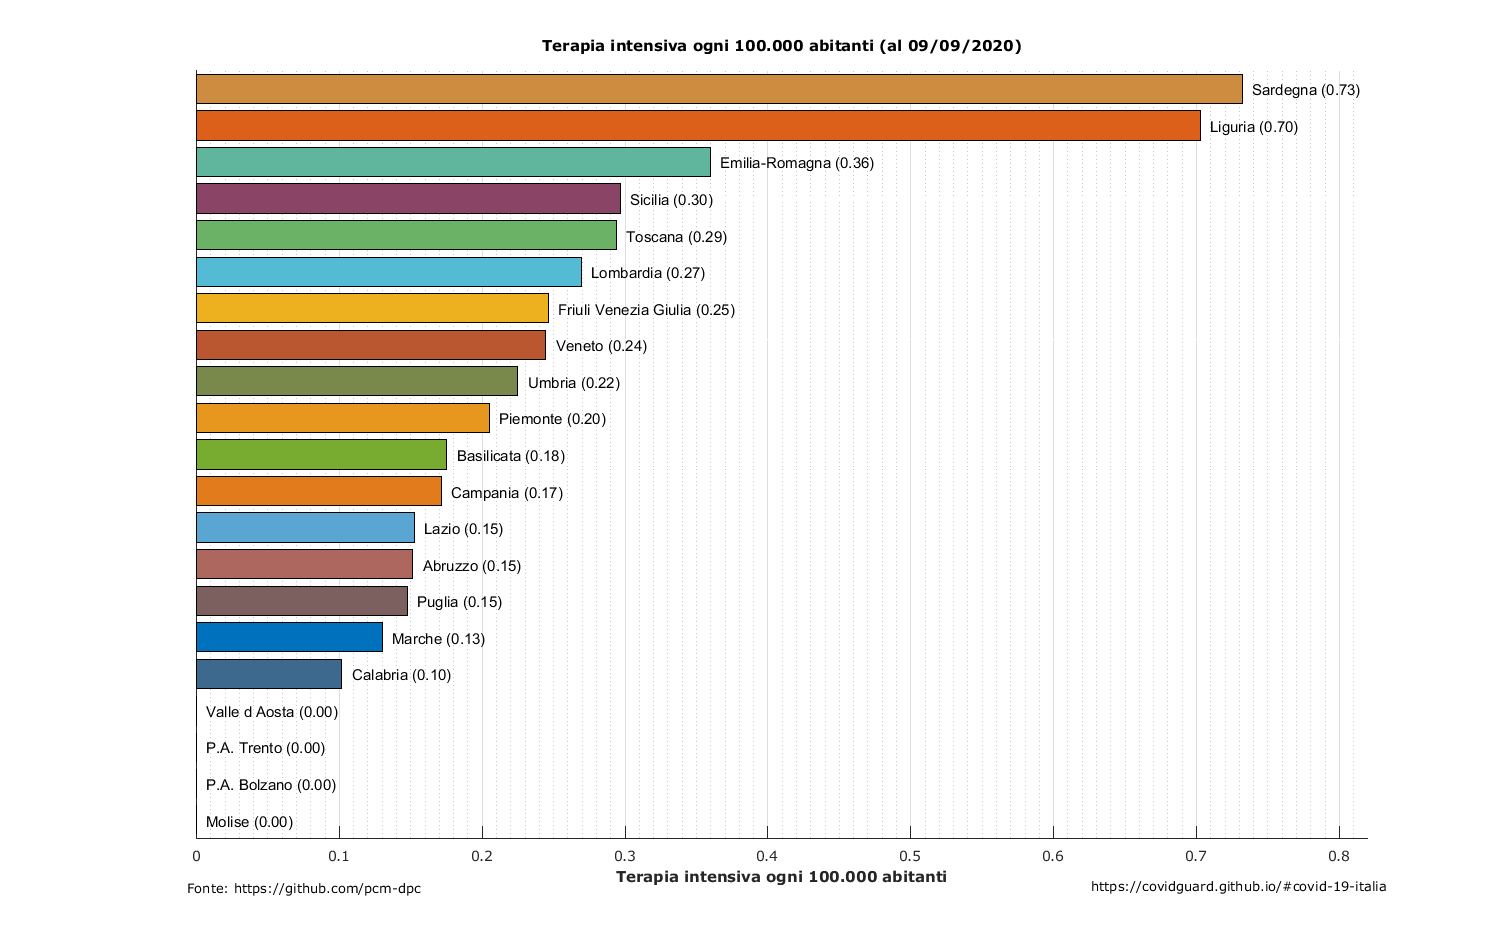 Terapia intensiva ogni 100.000 abitanti (al 09/09/2020)
Sardegna (0.73)
Liguria (0.70)
Emilia-Romagna (0.36)
Sicilia (0.30)
Toscana (0.29)
Lombardia (0.27)
Friuli Venezia Giulia (0.25)
Veneto (0.24)
Umbria (0.22)
Piemonte (0.20)
Basilicata (0.18)
Campania (0.17)
Lazio (0.15)
Abruzzo (0.15)
Puglia (0.15)
Marche (0.13)
Calabria (0.10)
Valle d Aosta (0.00)
P.A. Trento (0.00)
P.A. Bolzano (0.00)
Molise (0.00)
0 0.1 0.2 0.3 0.4 0.5 0.6 0.7 0.8
Terapia intensiva ogni 100.000 abitanti
Fonte: https://github.com/pcm-dpc
https://covidguard.github.io/#covid-19-italia